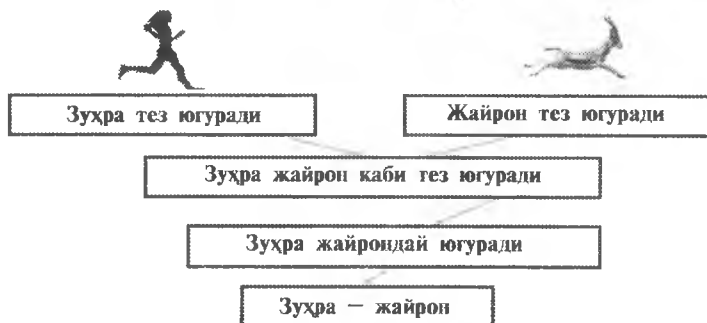 Зуҳра тез югуради
Жайрон тез югуради
Зуҳра жайрон каби тез югуради
Зуҳра жайрондай югуради
Зуҳра — жайрон